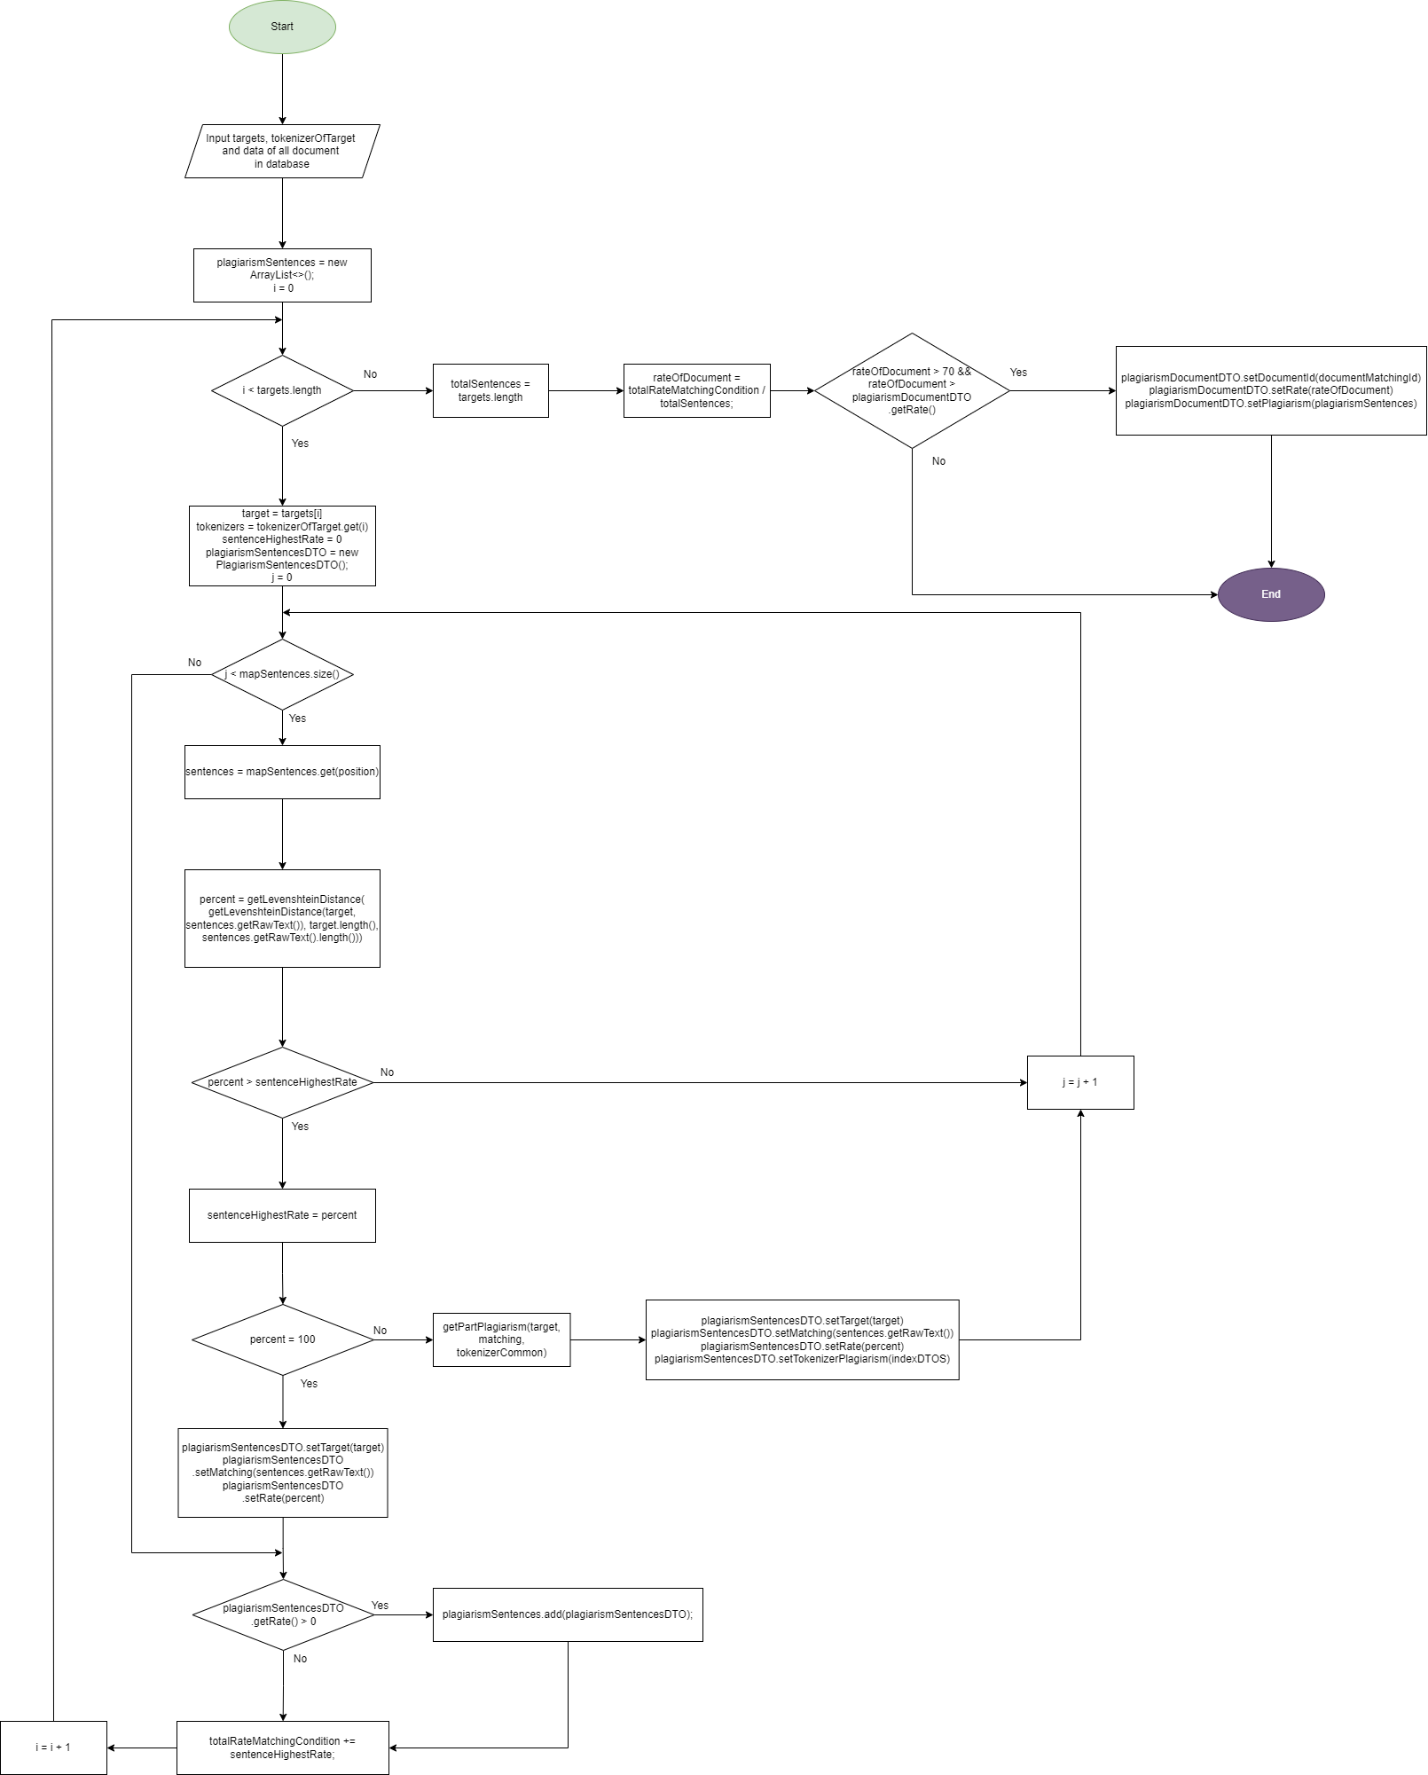 Start
Input targets, tokenizerOfTarget
and data of all document
in database
plagiarismSentences = new
ArrayList<>();
i = 0
i < targets.length
No
totalSentences =
targets.length
rateOfDocument =
totalRateMatchingCondition /
totalSentences;
rateOfDocument > 70 &&
rateOfDocument >
plagiarismDocumentDTO
.getRate()
Yes
plagiarismDocumentDTO.setDocumentId(documentMatchingId)
plagiarismDocumentDTO.setRate(rateOfDocument)
plagiarismDocumentDTO.setPlagiarism(plagiarismSentences)
No
End
Yes
target = targets[i]
tokenizers = tokenizerOfTarget.get(i)
sentenceHighestRate = 0
plagiarismSentencesDTO = new
PlagiarismSentencesDTO();
j = 0
No
j < mapSentences.size()
Yes
sentences = mapSentences.get(position)
percent = getLevenshteinDistance(
getLevenshteinDistance(target,
sentences.getRawText()), target.length(),
sentences.getRawText().length()))
percent > sentenceHighestRate
No
j = j + 1
Yes
sentenceHighestRate = percent
percent = 100
No
getPartPlagiarism(target,
matching,
tokenizerCommon)
plagiarismSentencesDTO.setTarget(target)
plagiarismSentencesDTO.setMatching(sentences.getRawText())
plagiarismSentencesDTO.setRate(percent)
plagiarismSentencesDTO.setTokenizerPlagiarism(indexDTOS)
Yes
plagiarismSentencesDTO.setTarget(target)
plagiarismSentencesDTO
.setMatching(sentences.getRawText())
plagiarismSentencesDTO
.setRate(percent)
plagiarismSentencesDTO
.getRate() > 0
Yes
plagiarismSentences.add(plagiarismSentencesDTO);
No
totalRateMatchingCondition +=
sentenceHighestRate;
i = i + 1